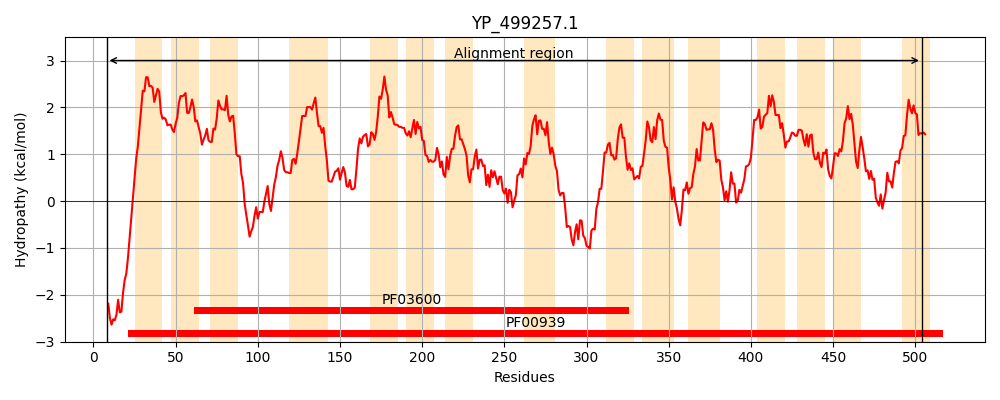 YP_499257.1
Hydropathy (kcal/mol)
3
2
1
0
−1
−2
−3
Alignment region
PF03600
PF00939
0 50 100 150 200 250 300 350 400 450 500
Residues